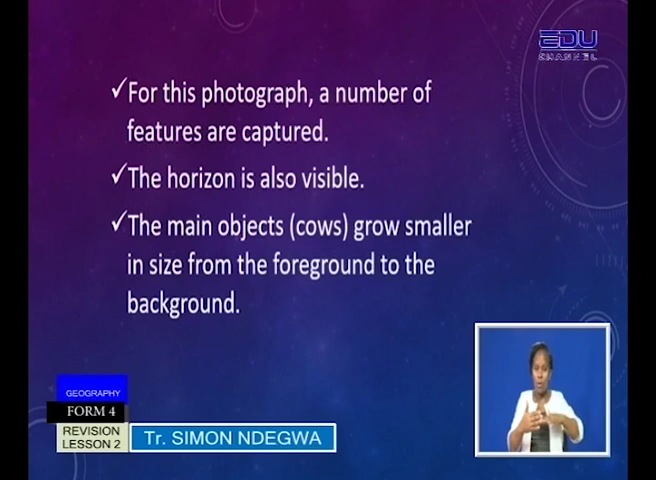 EDU
CHANNEL
✓For this photograph, a number of
features are captured.
✓The horizon is also visible.
✓The main objects (cows) grow smaller
in size from the foreground to the
background.
GEOGRAPHY
FORM 4
REVISION
LESSON 2
Tr. SIMON NDEGWA